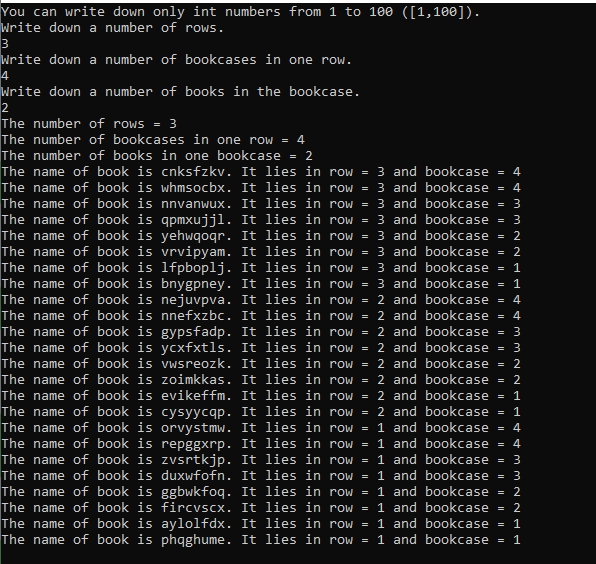 You can write down only int numbers from 1 to 100 ([1,100]).
Write down a number of rows.
3
Write down a number of bookcases in one row.
4
Write down a number of books in the bookcase.
2
The number of rows = 3
The number of bookcases in one row = 4
The number of books in one bookcase = 2
The name of book is cnksfzkv. It lies in row = 3 and bookcase = 4
The name of book is whmsocbx. It lies in row = 3 and bookcase = 4
The name of book is nnvanwux. It lies in row = 3 and bookcase = 3
The name of book is qpmxujjl. It lies in row = 3 and bookcase = 3
The name of book is yehwqoqr. It lies in row = 3 and bookcase = 2
The name of book is vrvipyam. It lies in row = 3 and bookcase = 2
The name of book is lfpboplj. It lies in row = 3 and bookcase = 1
The name of book is bnygpney. It lies in row = 3 and bookcase = 1
The name of book is nejuvpva. It lies in row = 2 and bookcase = 4
The name of book is nnefxzbc. It lies in row = 2 and bookcase = 4
The name of book is gypsfadp. It lies in row = 2 and bookcase = 3
The name of book is ycxfxtls. It lies in row = 2 and bookcase = 3
The name of book is vwsreozk. It lies in row = 2 and bookcase = 2
The name of book is zoimkkas. It lies in row = 2 and bookcase = 2
The name of book is evikeffm. It lies in row = 2 and bookcase = 1
The name of book is cysyycqp. It lies in row = 2 and bookcase = 1
The name of book is orvystmw. It lies in row = 1 and bookcase = 4
The name of book is repggxrp. It lies in row = 1 and bookcase = 4
The name of book is zvsrtkjp. It lies in row = 1 and bookcase = 3
The name of book is duxwfofn. It lies in row = 1 and bookcase = 3
The name of book is ggbwkfoq. It lies in row = 1 and bookcase = 2
The name of book is fircvscx. It lies in row = 1 and bookcase = 2
The name of book is aylolfdx. It lies in row = 1 and bookcase = 1
The name of book is phqghume. It lies in row = 1 and bookcase = 1